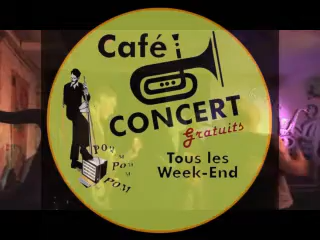 Café
CONCERT
Gratuits
POM
POM
POM
Tous les
Week-End